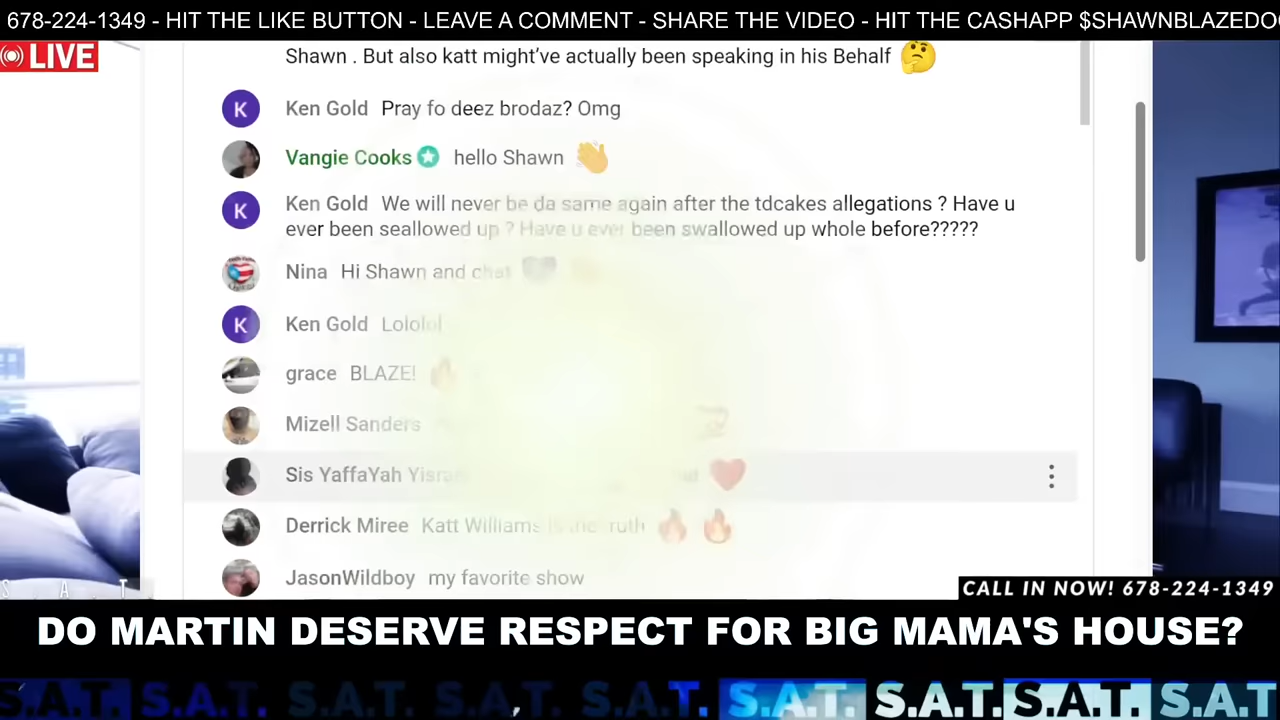 678-224-1349 - HIT THE LIKE BUTTON - LEAVE A COMMENT - SHARE THE VIDEO - HIT THE CASHAPP $SHAWNBLAZEDO
LIVE
Shawn . But also katt might’ve actually been speaking in his Behalf
K Ken Gold Pray fo deez brodaz? Omg
Vangie Cooks hello Shawn
K Ken Gold We will never be da same again after the tdcakes allegations ? Have u
ever been seallowed up ? Have u ever been swallowed up whole before?????
Nina Hi Shawn and chat
K Ken Gold Lololol
grace BLAZE!
Mizell Sanders
Sis YaffaYah
Derrick Miree Katt Williams is the truth
JasonWildboy my favorite show
S A T
CALL IN NOW! 678-224-1349
DO MARTIN DESERVE RESPECT FOR BIG MAMA'S HOUSE?
S.A.T. S.A.T. S.A.T. S.A.T. S.A.T. S.A.T. S.A.T. S.A.T. S.A.T